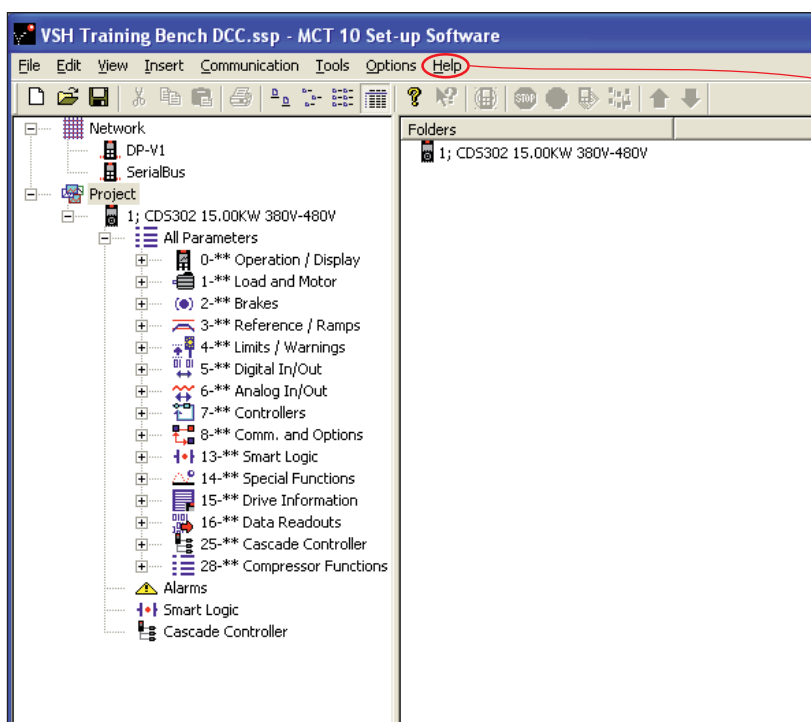 VSH Training Bench DCC.ssp - MCT 10 Set-up Software
File Edit View Insert Communication Tools Options Help
STOP
Network
DP-V1
SerialBus
Project
1; CDS302 15.00KW 380V-480V
All Parameters
0-** Operation / Display
1-** Load and Motor
2-** Brakes
3-** Reference / Ramps
4-** Limits / Warnings
5-** Digital In/Out
6-** Analog In/Out
7-** Controllers
8-** Comm. and Options
13-** Smart Logic
14-** Special Functions
15-** Drive Information
16-** Data Readouts
25-** Cascade Controller
28-** Compressor Functions
Alarms
Smart Logic
Cascade Controller
Folders
1; CDS302 15.00KW 380V-480V